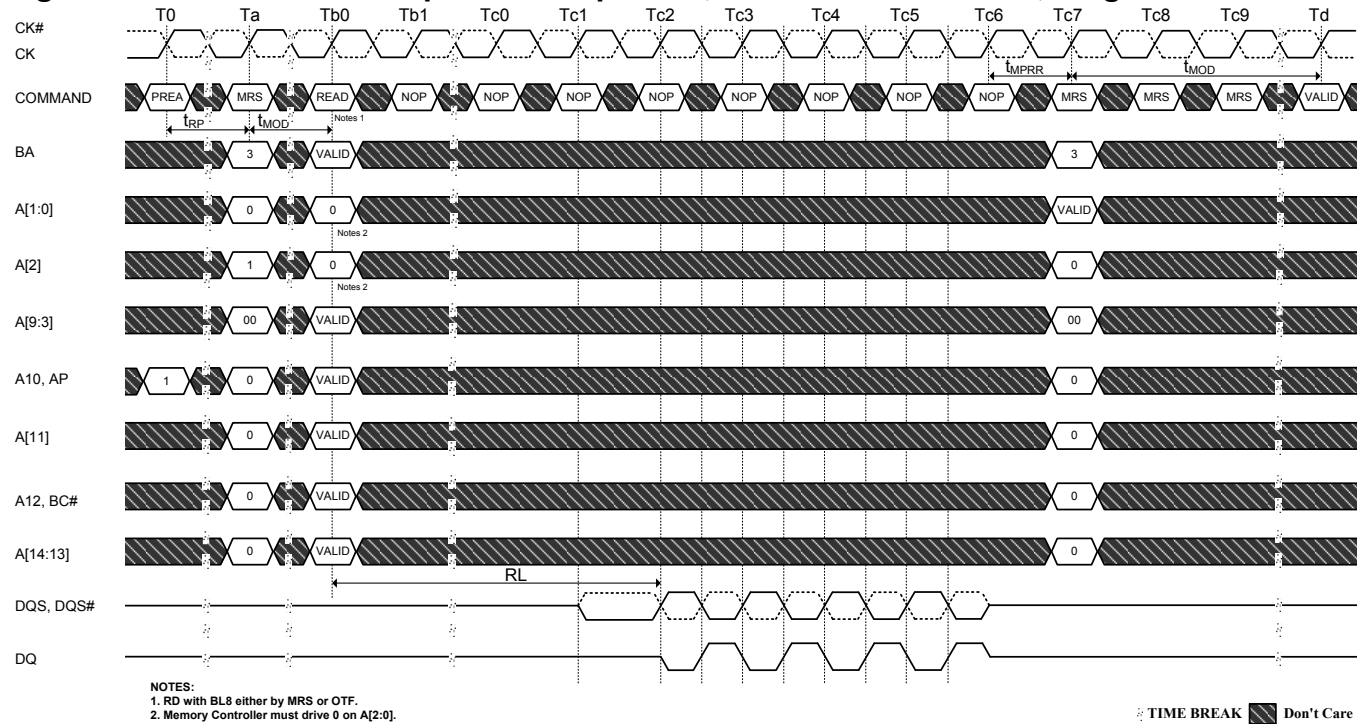 T0 Ta Tb0 Tb1 Tc0 Tc1 Tc2 Tc3 Tc4 Tc5 Tc6 Tc7 Tc8 Tc9 Td
CK#
CK
tMPRR tMOD
COMMAND PREA MRS READ NOP NOP NOP NOP NOP NOP NOP NOP MRS MRS MRS VALID
Notes 1
tRP tMOD
BA 3 VALID 3
A[1:0] 0 0 VALID
Notes 2
A[2] 1 0 0
Notes 2
A[9:3] 00 VALID 00
A10, AP 1 0 VALID 0
A[11] 0 VALID 0
A12, BC# 0 VALID 0
A[14:13] 0 VALID 0
RL
DQS, DQS#
DQ
NOTES:
1. RD with BL8 either by MRS or OTF.
2. Memory Controller must drive 0 on A[2:0].
TIME BREAK Don't Care